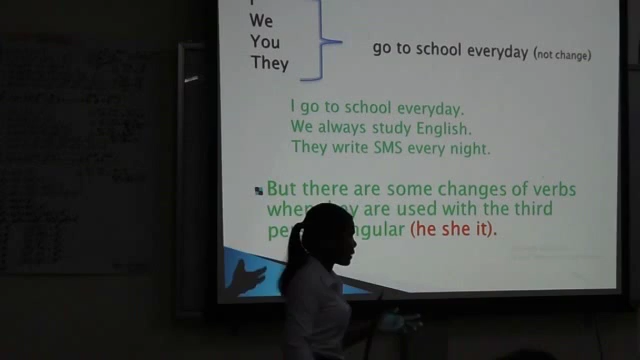 We
You
They
go to school everyday (not change)
I go to school everyday.
We always study English.
They write SMS every night.
But there are some changes of verbs
when they are used with the third
(he she it).